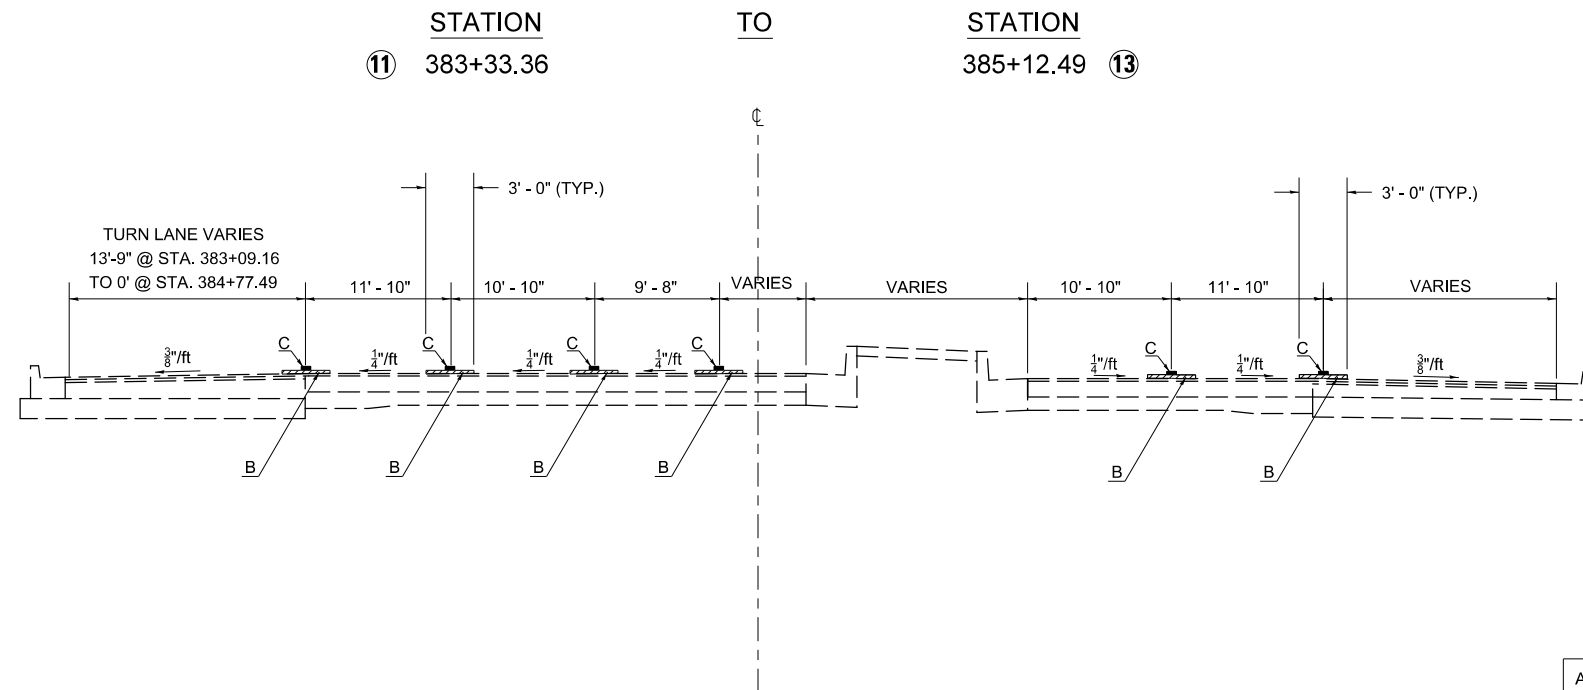 STATION TO STATION
11 383+33.36 385+12.49 13
℄
3' - 0" (TYP.) 3' - 0" (TYP.)
TURN LANE VARIES
13'-9" @ STA. 383+09.16
TO 0' @ STA. 384+77.49
11' - 10" 10' - 10" 9' - 8" VARIES VARIES 10' - 10" 11' - 10" VARIES
C C C C C C
3/8"/ft 1/4"/ft 1/4"/ft 1/4"/ft 1/4"/ft 1/4"/ft 3/8"/ft
B B B B B B
A